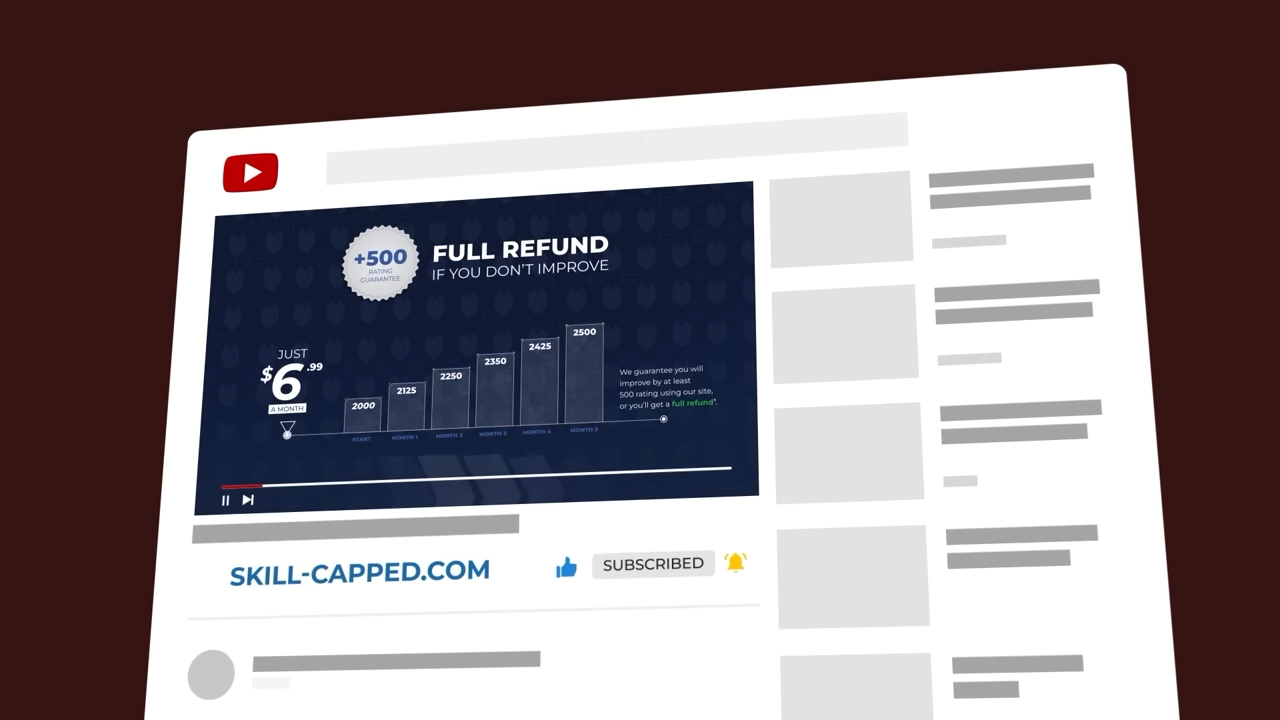 +500
RATING
GUARANTEE
FULL REFUND
IF YOU DON'T IMPROVE
JUST
$6.99
A MONTH
2000
2125
2250
2350
2425
2500
START
MONTH 1
MONTH 2
MONTH 3
MONTH 4
MONTH 5
We guarantee you will
improve by at least
500 rating using our site,
or you'll get a full refund*.
SKILL-CAPPED.COM
SUBSCRIBED